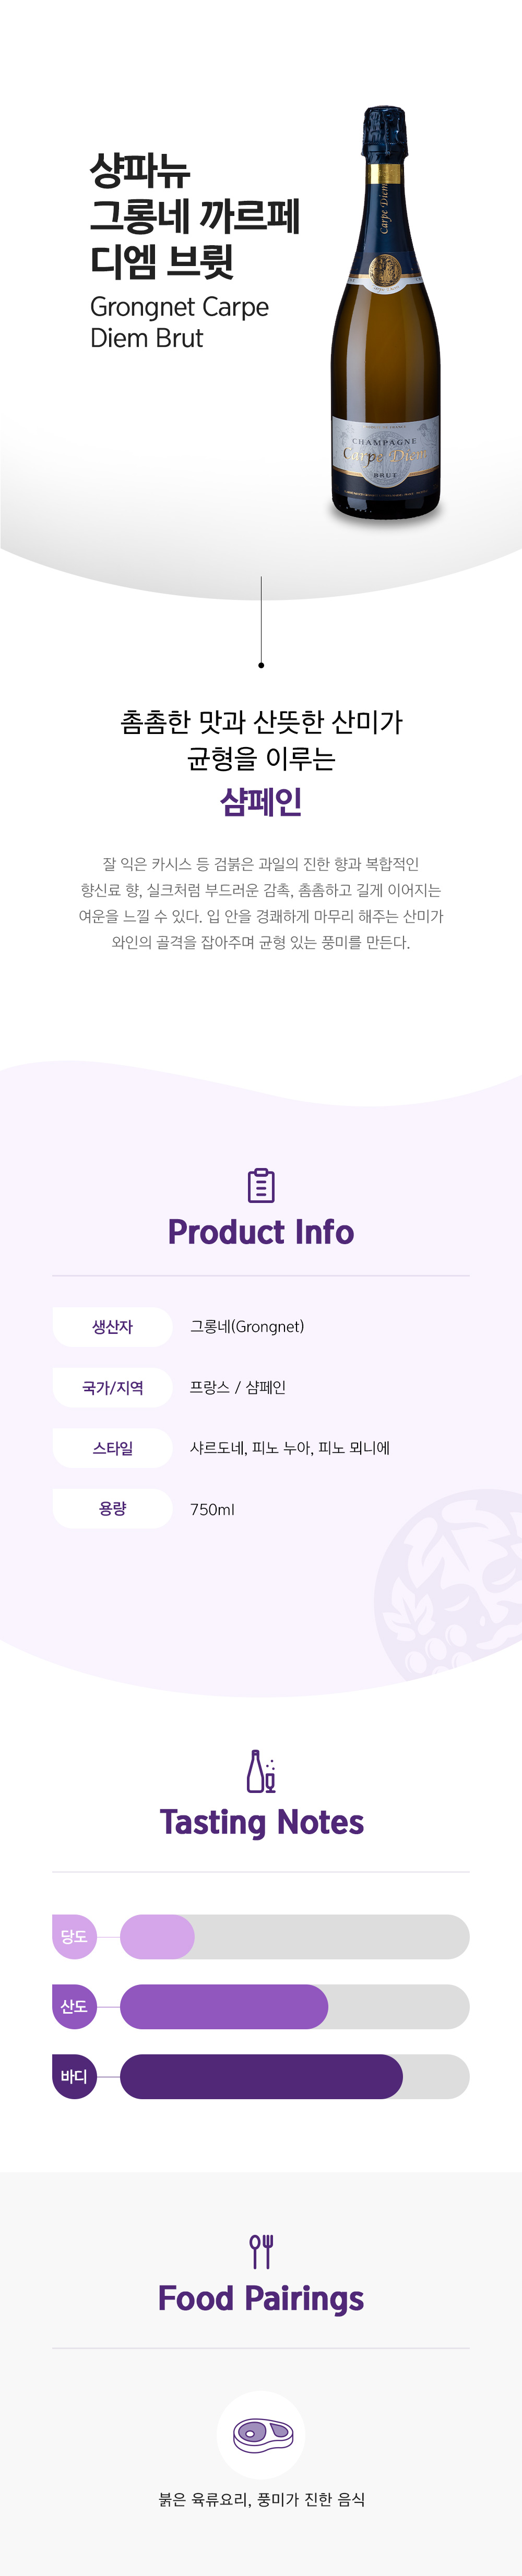 샹파뉴
그롱네 까르페
디엠 브륏
Grongnet Carpe
Diem Brut
Carpe Diem
CHAMPAGNE
Carpe Diem
BRUT
촘촘한 맛과 산뜻한 산미가
균형을 이루는
샴페인
잘 익은 카시스 등 검붉은 과일의 진한 향과 복합적인
향신료 향, 실크처럼 부드러운 감촉, 촘촘하고 길게 이어지는
여운을 느낄 수 있다. 입 안을 경쾌하게 마무리 해주는 산미가
와인의 골격을 잡아주며 균형 있는 풍미를 만든다.
Product Info
생산자 그롱네(Grongnet)
국가/지역 프랑스 / 샴페인
스타일 샤르도네, 피노 누아, 피노 뫼니에
용량 750ml
Tasting Notes
당도
산도
바디
Food Pairings
붉은 육류요리, 풍미가 진한 음식